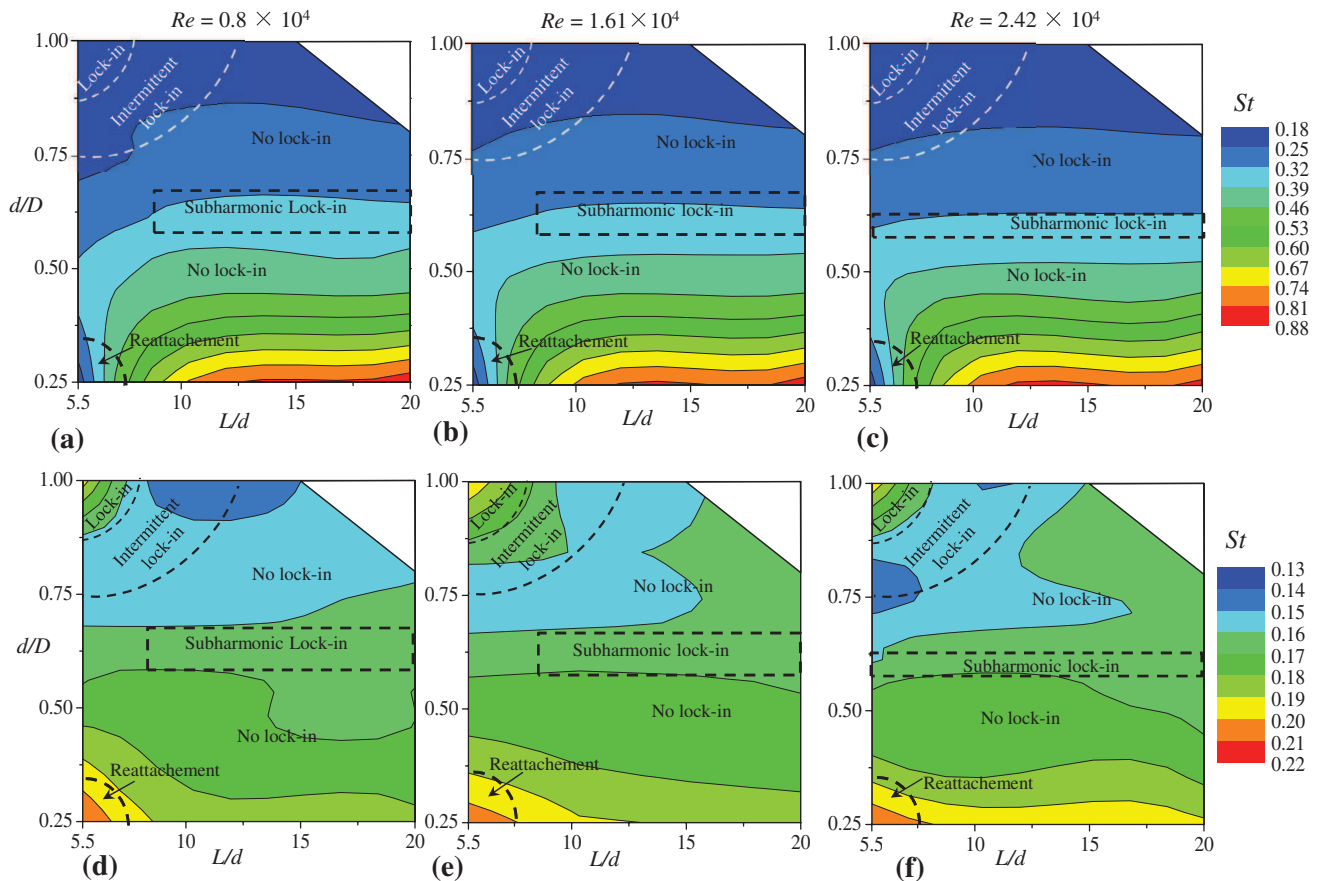 Re = 0.8 × 10⁴
Re = 1.61 × 10⁴
Re = 2.42 × 10⁴
1.00
0.75
d/D
0.50
0.25
5.5
10
15
20
L/d
(a)
Lock-in
Intermittent
lock-in
No lock-in
Subharmonic Lock-in
No lock-in
Reattachement
1.00
0.75
0.50
0.25
5.5
10
15
20
L/d
(b)
Lock-in
Intermittent
lock-in
No lock-in
Subharmonic lock-in
No lock-in
Reattachement
1.00
0.75
0.50
0.25
5.5
10
15
20
L/d
(c)
Lock-in
Intermittent
lock-in
No lock-in
Subharmonic lock-in
No lock-in
Reattachement
St
0.18
0.25
0.32
0.39
0.46
0.53
0.60
0.67
0.74
0.81
0.88
1.00
0.75
d/D
0.50
0.25
5.5
10
15
20
L/d
(d)
Lock-in
Intermittent
lock-in
No lock-in
Subharmonic Lock-in
No lock-in
Reattachement
1.00
0.75
0.50
0.25
5.5
10
15
20
L/d
(e)
Lock-in
Intermittent
lock-in
No lock-in
Subharmonic lock-in
No lock-in
Reattachement
1.00
0.75
0.50
0.25
5.5
10
15
20
L/d
(f)
Lock-in
Intermittent
lock-in
No lock-in
Subharmonic lock-in
No lock-in
Reattachement
St
0.13
0.14
0.15
0.16
0.17
0.18
0.19
0.20
0.21
0.22